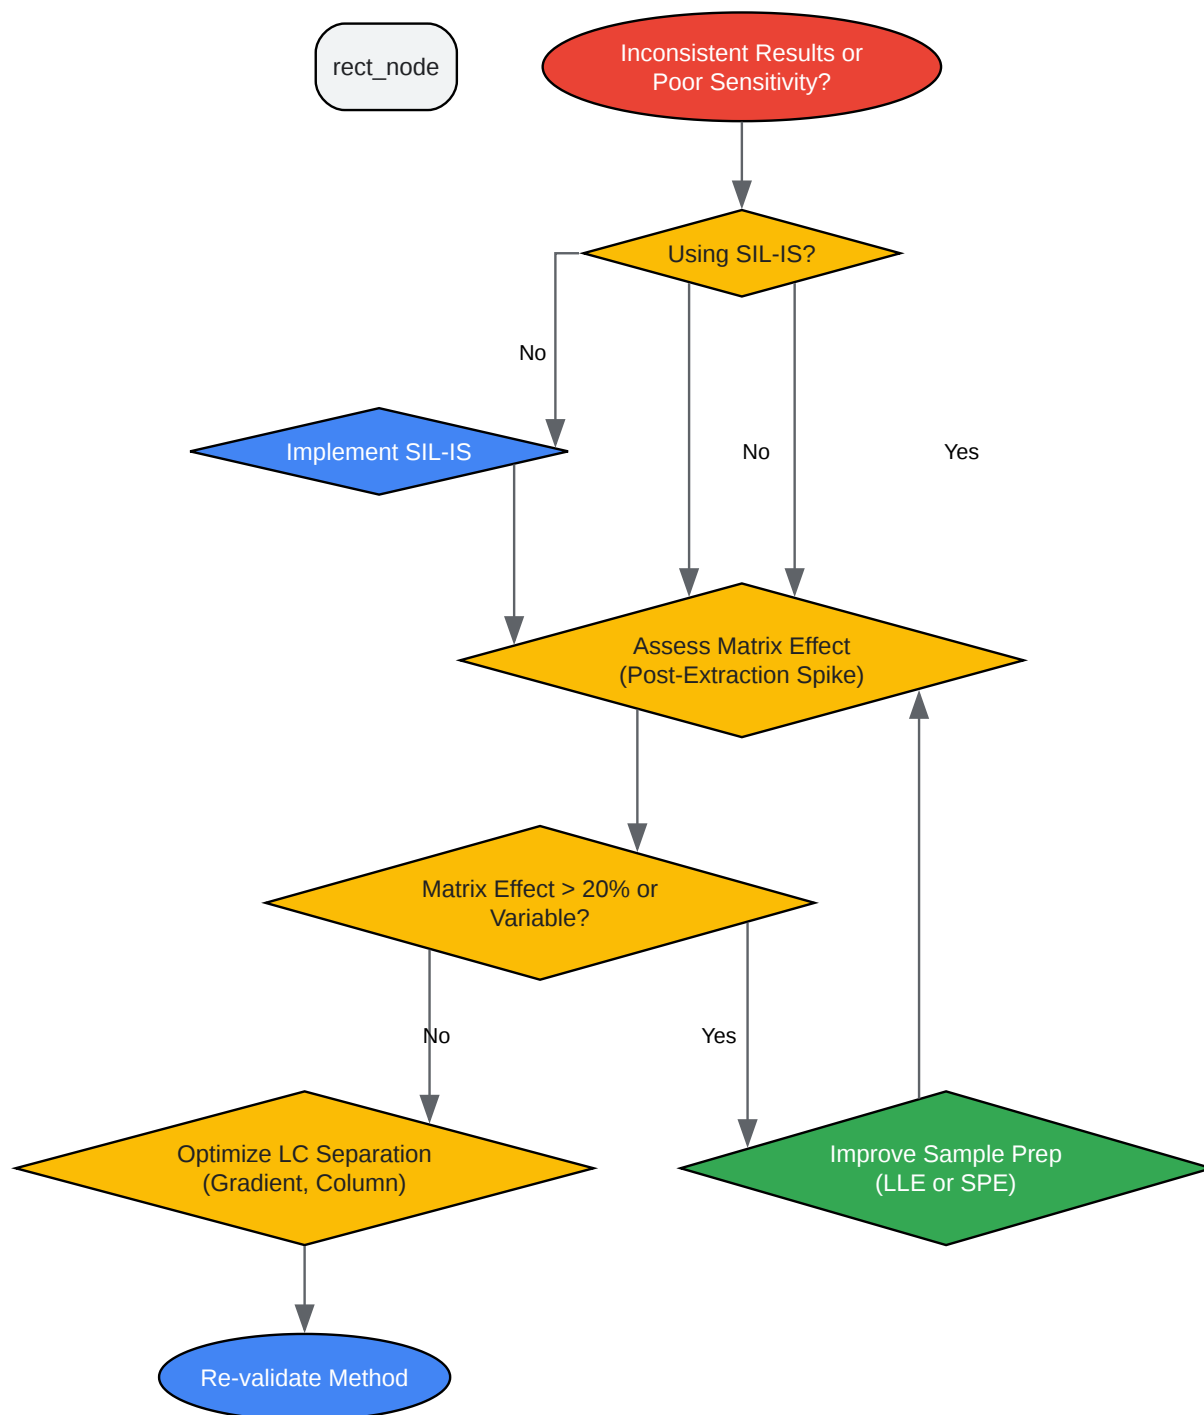 rect_node
Inconsistent Results or
Poor Sensitivity?
Using SIL-IS?
No
Implement SIL-IS
No
Yes
Assess Matrix Effect
(Post-Extraction Spike)
Matrix Effect > 20% or
Variable?
No
Yes
Optimize LC Separation
(Gradient, Column)
Improve Sample Prep
(LLE or SPE)
Re-validate Method